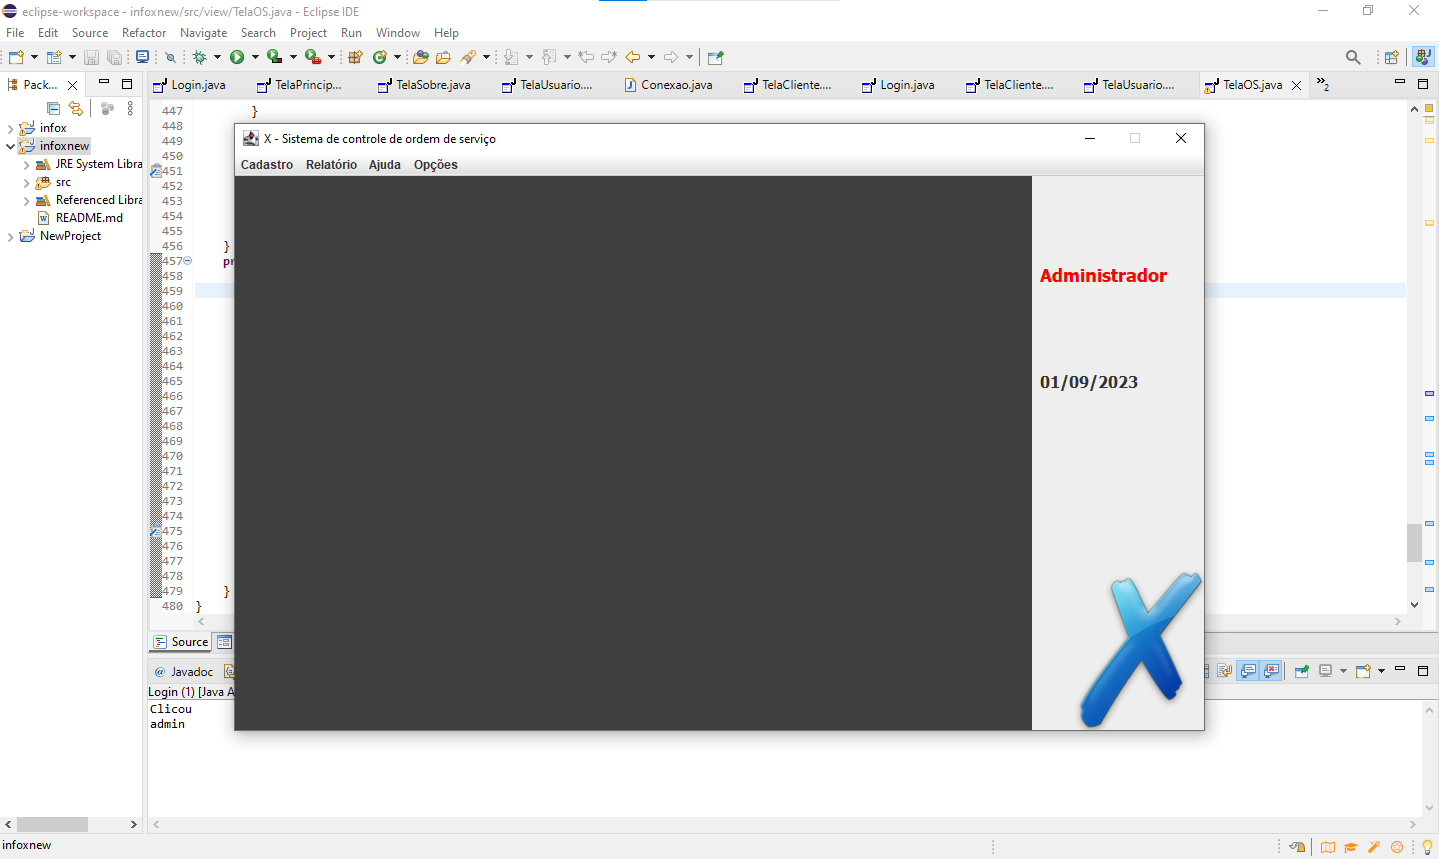 eclipse-workspace - infoxnew/src/view/TelaOS.java - Eclipse IDE
File Edit Source Refactor Navigate Search Project Run Window Help
Pack... Login.java TelaPrincip... TelaSobre.java TelaUsuario.... Conexao.java TelaCliente.... Login.java TelaCliente.... TelaUsuario.... TelaOS.java »2
infox
infoxnew
JRE System Libra
src
Referenced Libra
README.md
NewProject
447 }
448
449
450
451
452
453
454
455
456 }
457 pr
458
459
460
461
462
463
464
465
466
467
468
469
470
471
472
473
474
475
476
477
478
479 }
480 }
X - Sistema de controle de ordem de serviço
Cadastro Relatório Ajuda Opções
Administrador
01/09/2023
Source
@ Javadoc
Login (1) [Java A
Clicou
admin
infoxnew